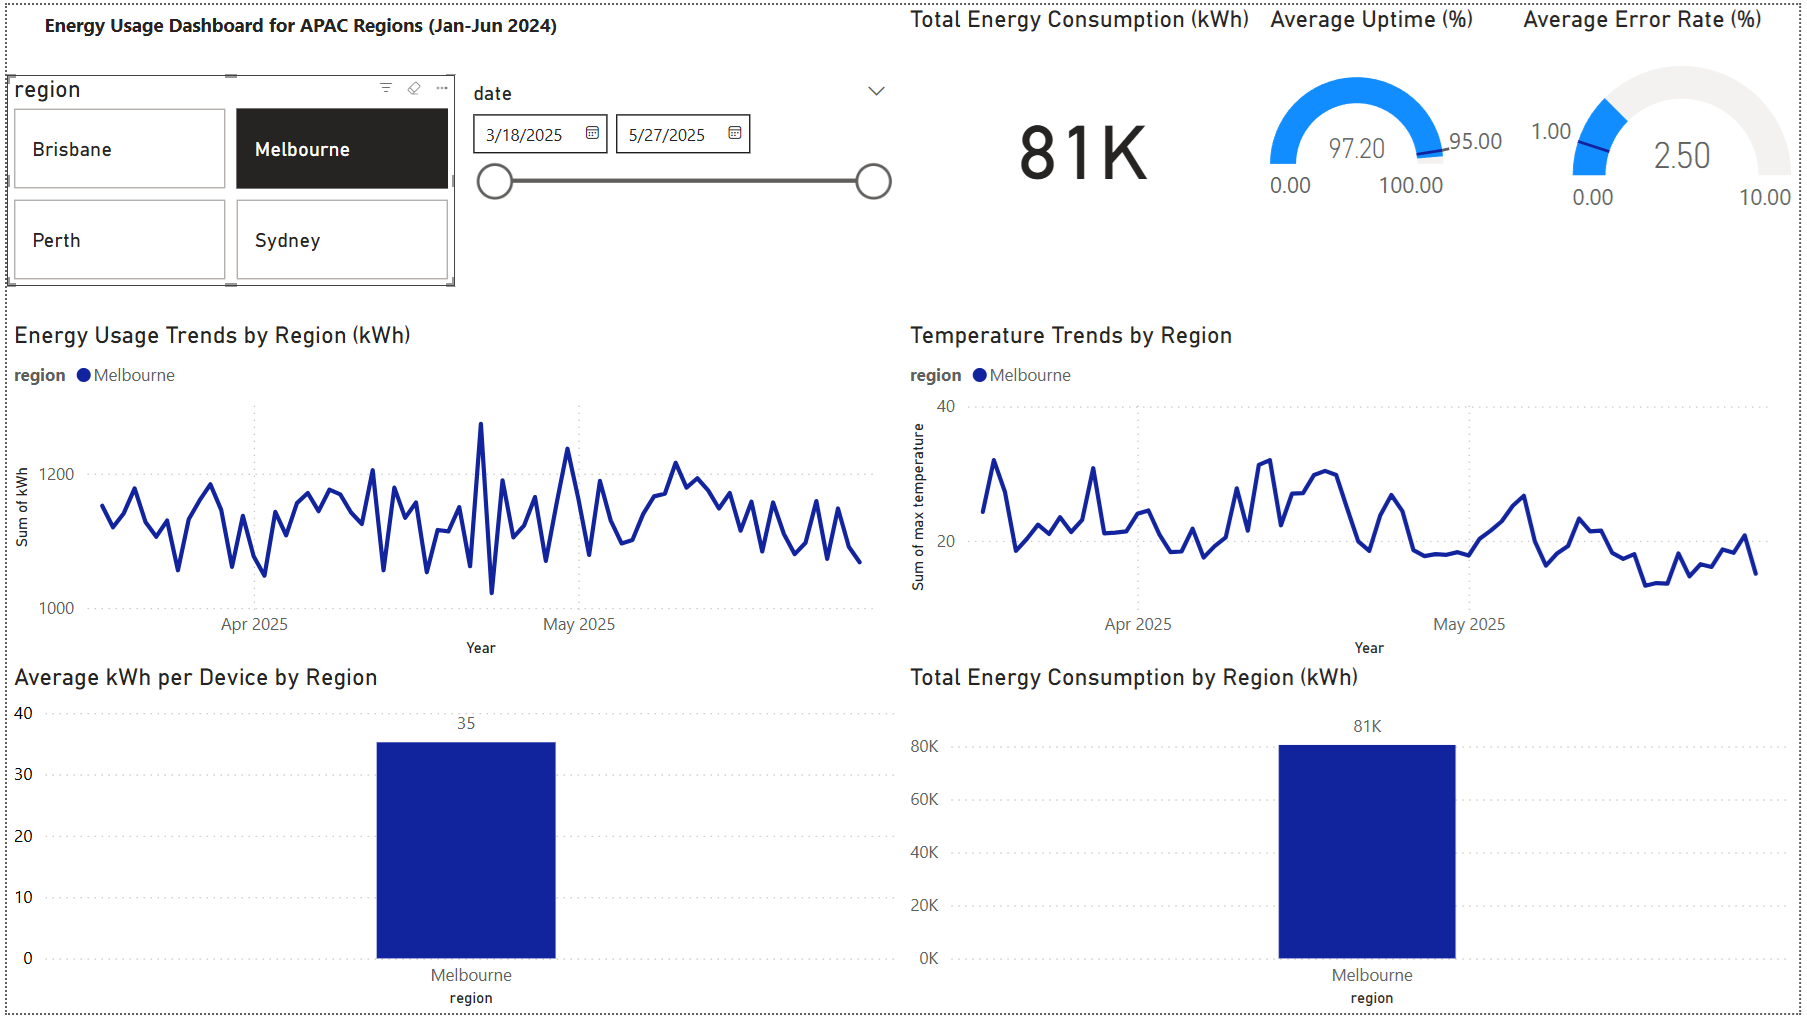 Energy Usage Dashboard for APAC Regions (Jan-Jun 2024)
region
Brisbane
Melbourne
Perth
Sydney
date
3/18/2025
5/27/2025
Total Energy Consumption (kWh)
81K
Average Uptime (%)
97.20
95.00
0.00
100.00
Average Error Rate (%)
1.00
2.50
0.00
10.00
Energy Usage Trends by Region (kWh)
region Melbourne
Sum of kWh
1200
1000
Apr 2025
May 2025
Year
Temperature Trends by Region
region Melbourne
Sum of max temperature
40
20
Apr 2025
May 2025
Year
Average kWh per Device by Region
40
30
20
10
0
35
Melbourne
region
Total Energy Consumption by Region (kWh)
80K
60K
40K
20K
0K
81K
Melbourne
region